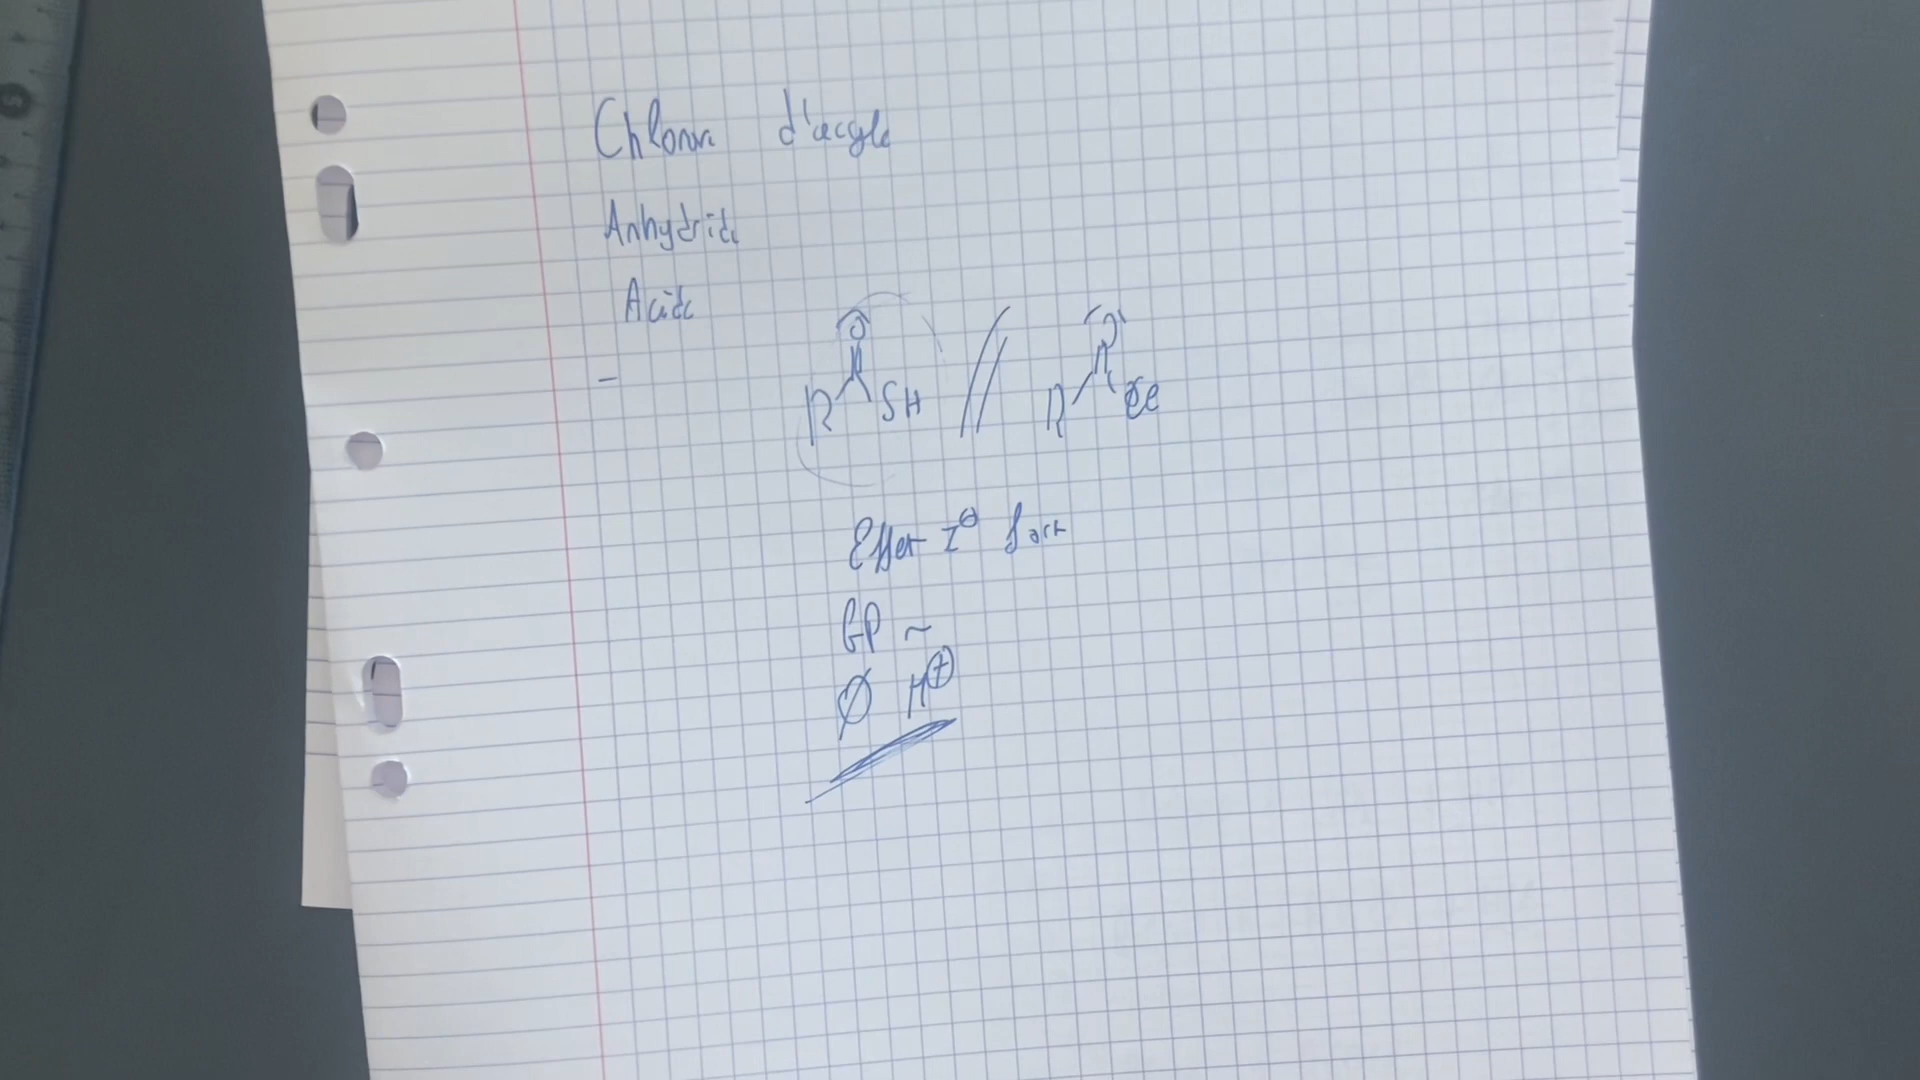 Chlorure d'acyle
Anhydride
Acide
O O
R SH // R Cl
Effet I⊖ fort
GP ~
∅ H⊕